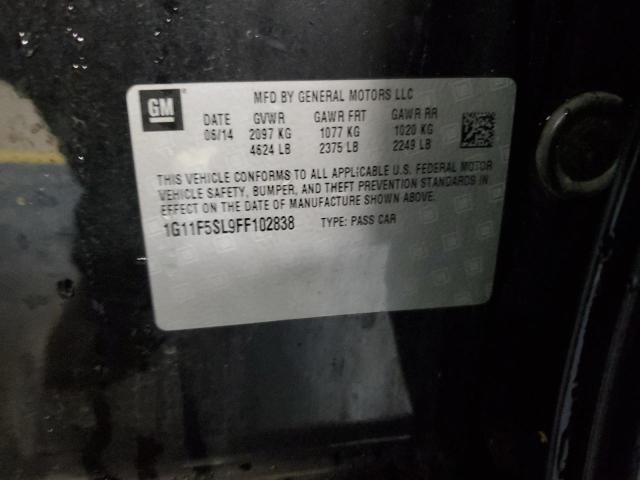 GM
MFD BY GENERAL MOTORS LLC
DATE GVWR GAWR FRT GAWR RR
06/14 2097 KG 1077 KG 1020 KG
4624 LB 2375 LB 2249 LB
THIS VEHICLE CONFORMS TO ALL APPLICABLE U.S. FEDERAL MOTOR
VEHICLE SAFETY, BUMPER, AND THEFT PREVENTION STANDARDS IN
EFFECT ON THE DATE OF MANUFACTURE SHOWN ABOVE.
1G11F5SL9FF102838 TYPE: PASS CAR